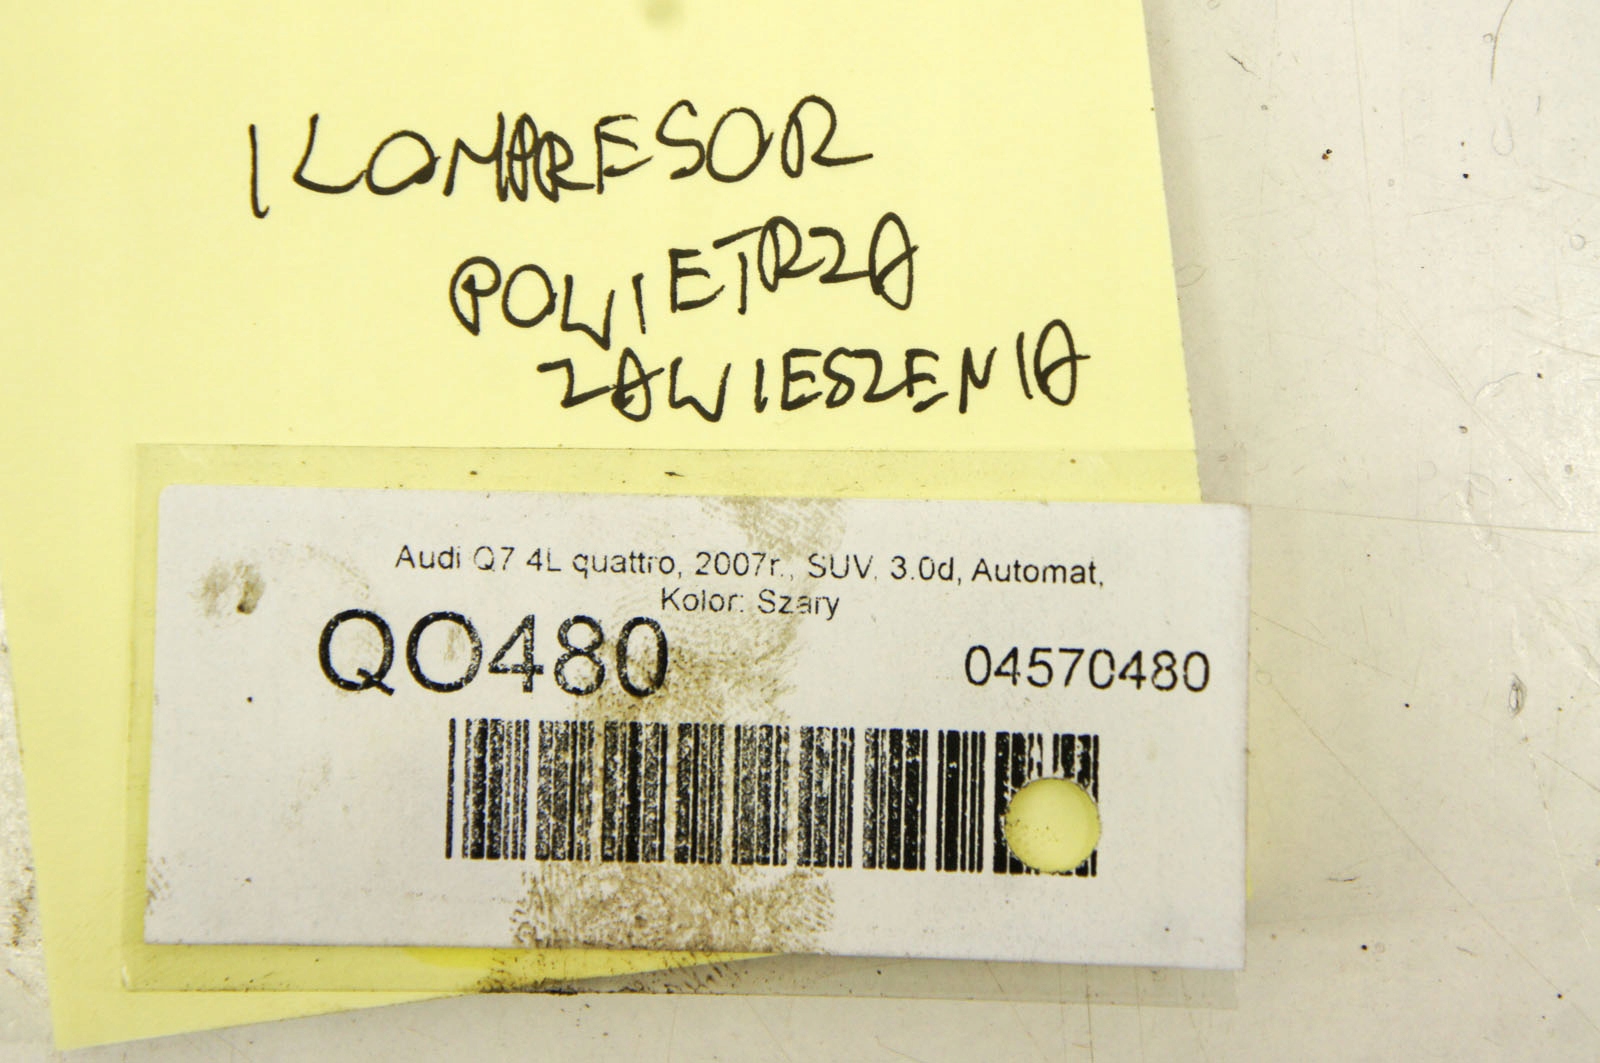 KOMPRESOR
POWIETRZA
ZAWIESZENIA
Audi Q7 4L quattro, 2007r., SUV, 3.0d, Automat,
Kolor: Szary
QO480
04570480